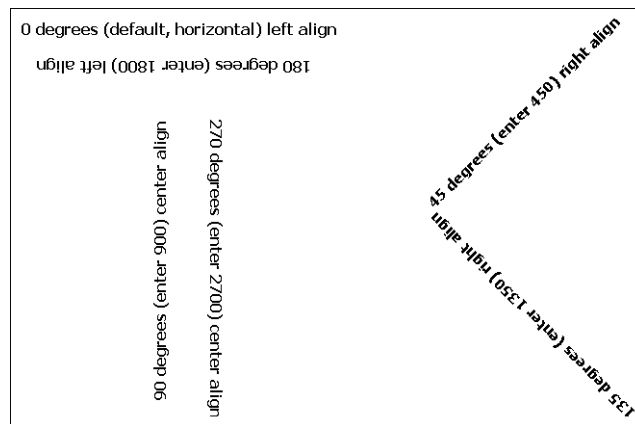 0 degrees (default, horizontal) left align
180 degrees (enter 1800) left align
90 degrees (enter 900) center align
270 degrees (enter 2700) center align
45 degrees (enter 450) right align
135 degrees (enter 1350) right align